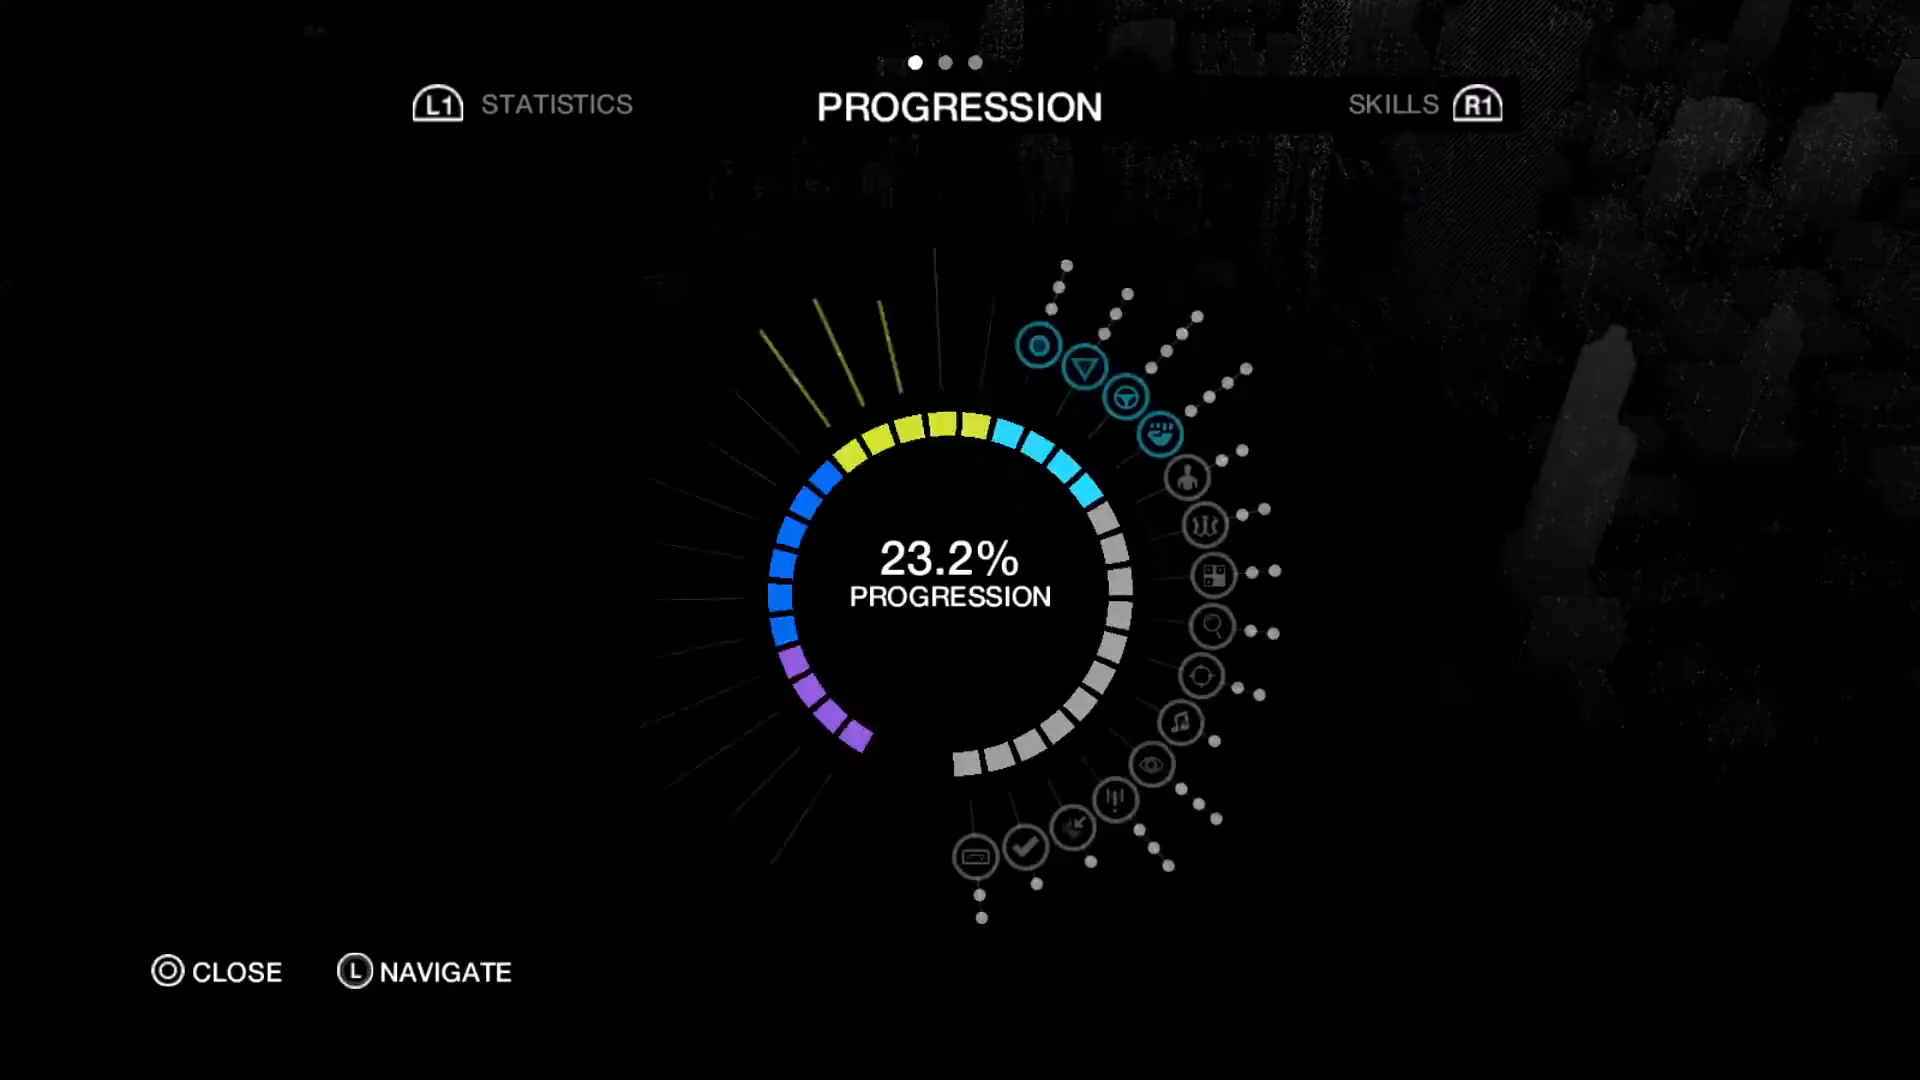 L1 STATISTICS
PROGRESSION
SKILLS R1
23.2%
PROGRESSION
CLOSE
L NAVIGATE